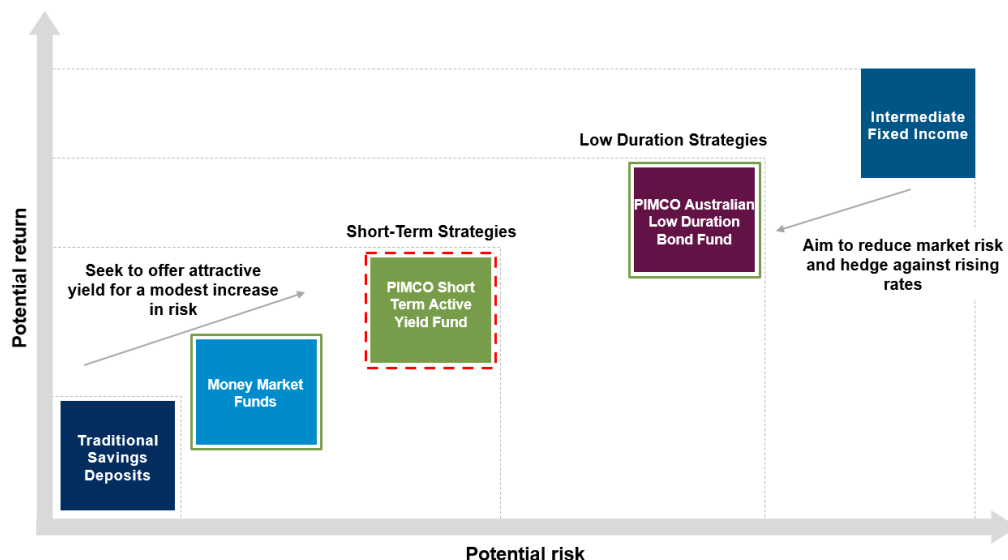 Potential return
Intermediate
Fixed Income
Low Duration Strategies
PIMCO Australian
Low Duration
Bond Fund
Aim to reduce market risk
and hedge against rising
rates
Short-Term Strategies
PIMCO Short
Term Active
Yield Fund
Seek to offer attractive
yield for a modest increase
in risk
Money Market
Funds
Traditional
Savings
Deposits
Potential risk